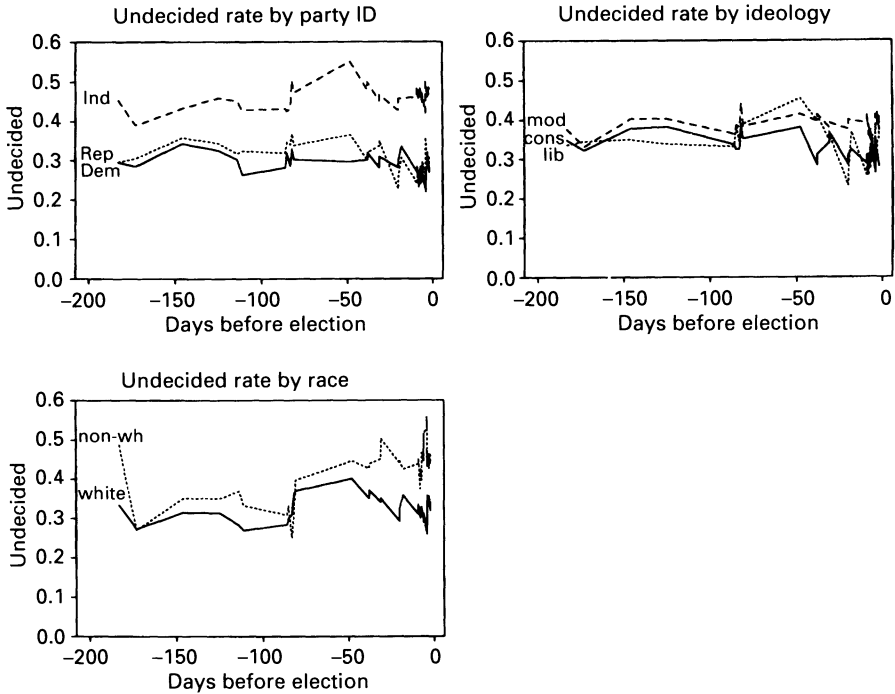 Undecided rate by party ID
Undecided
0.6
0.5
0.4
0.3
0.2
0.1
0.0
Ind
Rep
Dem
−200 −150 −100 −50 0
Days before election
Undecided rate by ideology
Undecided
0.6
0.5
0.4
0.3
0.2
0.1
0.0
mod
cons
lib
−200 −150 −100 −50 0
Days before election
Undecided rate by race
Undecided
0.6
0.5
0.4
0.3
0.2
0.1
0.0
non-wh
white
−200 −150 −100 −50 0
Days before election